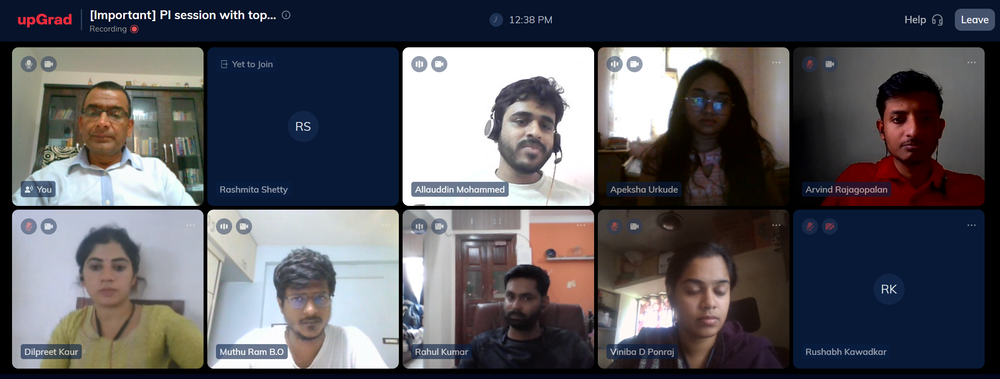 upGrad
[Important] PI session with top...
Recording
12:38 PM
Help
Leave
You
Yet to Join
RS
Rashmita Shetty
Allauddin Mohammed
Apeksha Urkude
Arvind Rajagopalan
Dilpreet Kaur
Muthu Ram B.O
Rahul Kumar
Viniba D Ponraj
RK
Rushabh Kawadkar